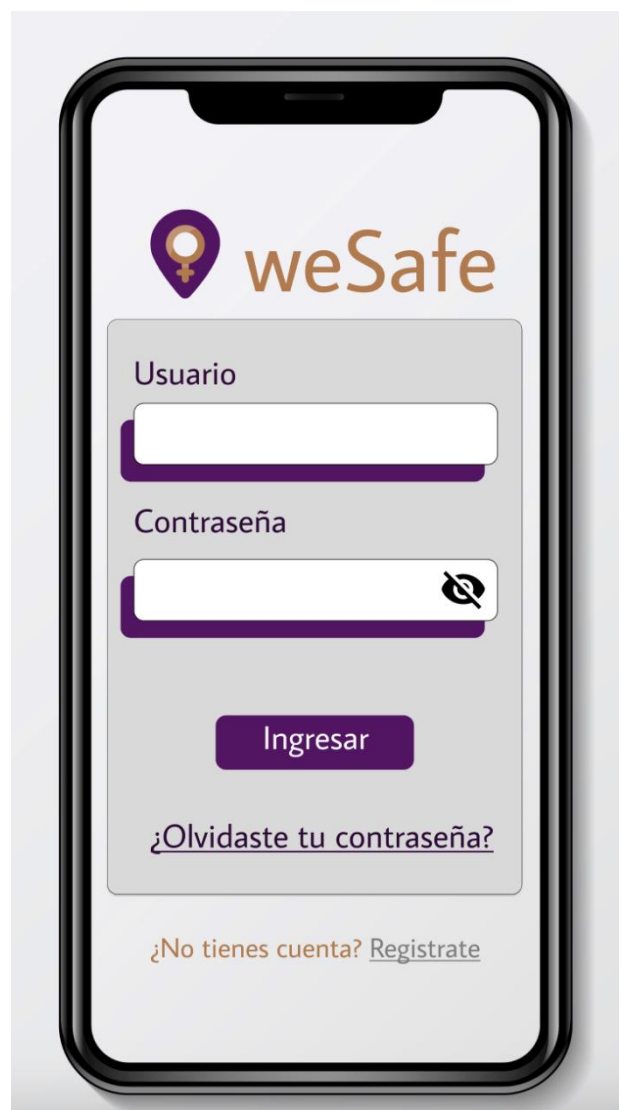 weSafe
Usuario
Contraseña
Ingresar
¿Olvidaste tu contraseña?
¿No tienes cuenta? Registrate